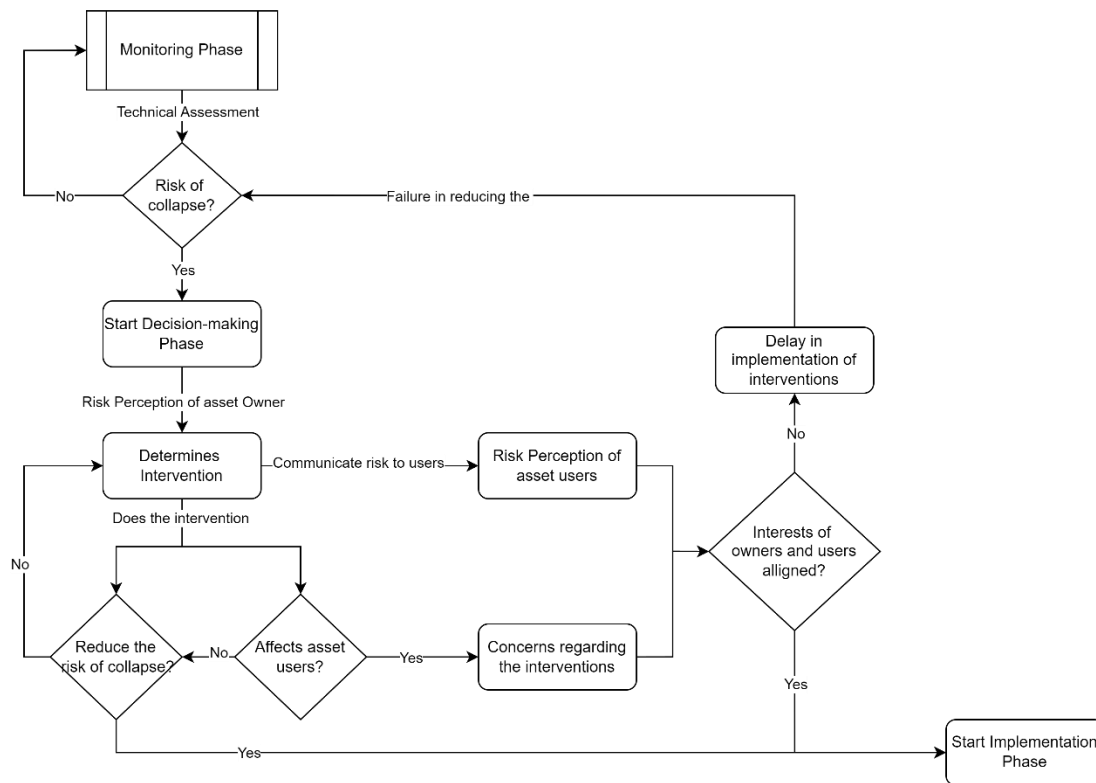 Monitoring Phase
Technical Assessment
No
Risk of
collapse?
Failure in reducing the
Yes
Start Decision-making
Phase
Delay in
implementation of
interventions
Risk Perception of asset Owner
No
Determines
Intervention
Communicate risk to users
Risk Perception of
asset users
Does the intervention
Interests of
owners and users
alligned?
No
Reduce the
risk of collapse?
No
Affects asset
users?
Yes
Concerns regarding
the interventions
Yes
Yes
Start Implementation
Phase